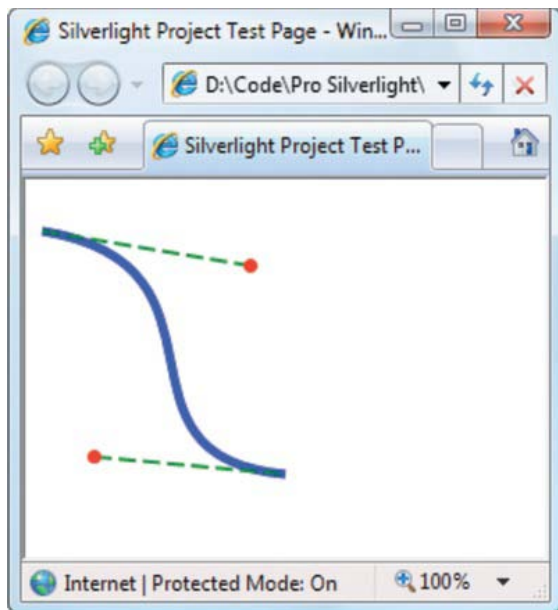 Silverlight Project Test Page - Win...
D:\Code\Pro Silverlight\
Silverlight Project Test P...
Internet | Protected Mode: On
100%